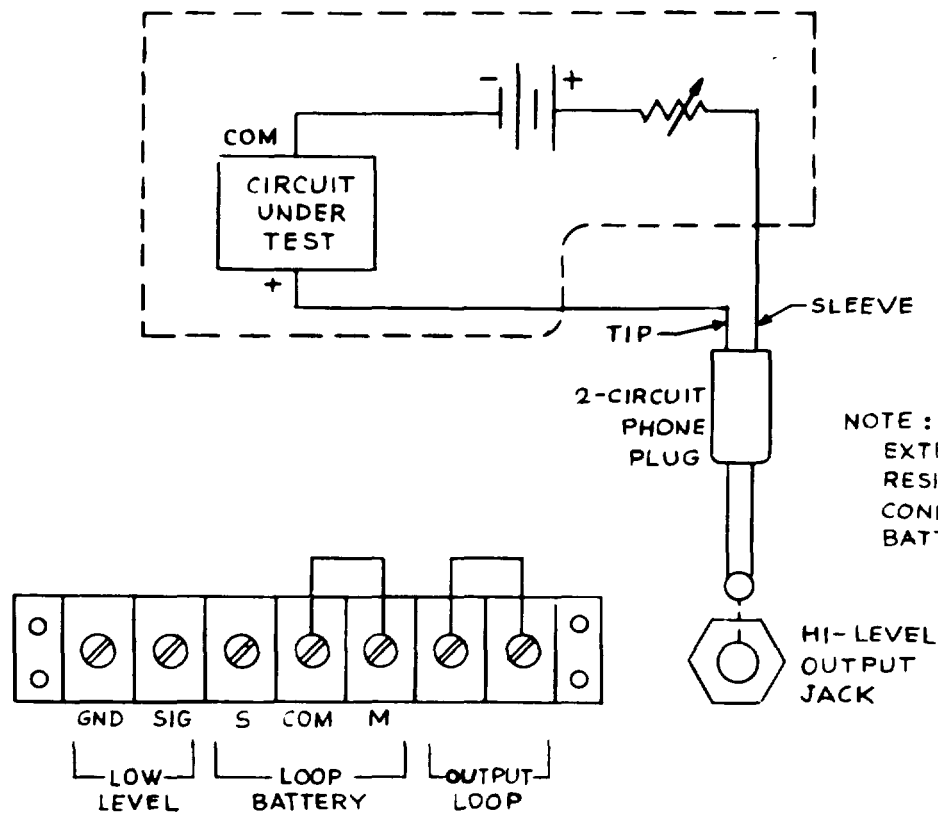 - +
COM
CIRCUIT
UNDER
TEST
+
SLEEVE
TIP
2-CIRCUIT
PHONE
PLUG
NOTE :
HI-LEVEL
OUTPUT
JACK
GND SIG S COM M
LOW
LEVEL
LOOP
BATTERY
OUTPUT
LOOP